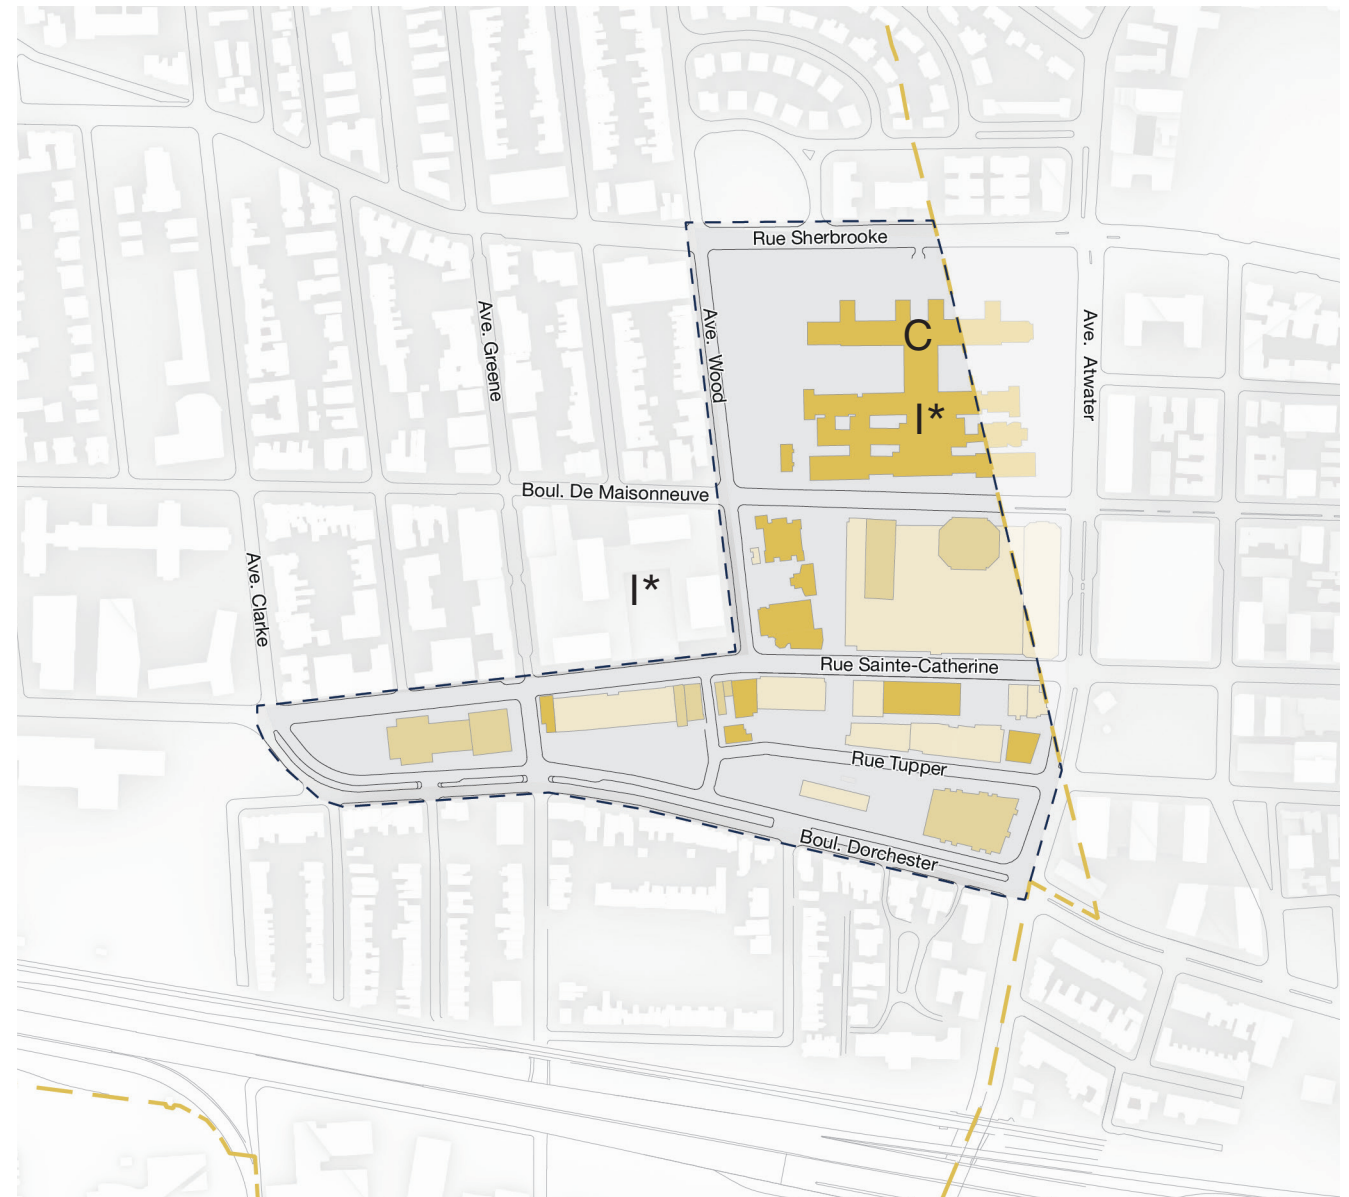 Rue Sherbrooke
Ave. Greene
Ave. Wood
C
Ave. Atwater
I*
Boul. De Maisonneuve
Ave. Clarke
I*
Rue Sainte-Catherine
Rue Tupper
Boul. Dorchester